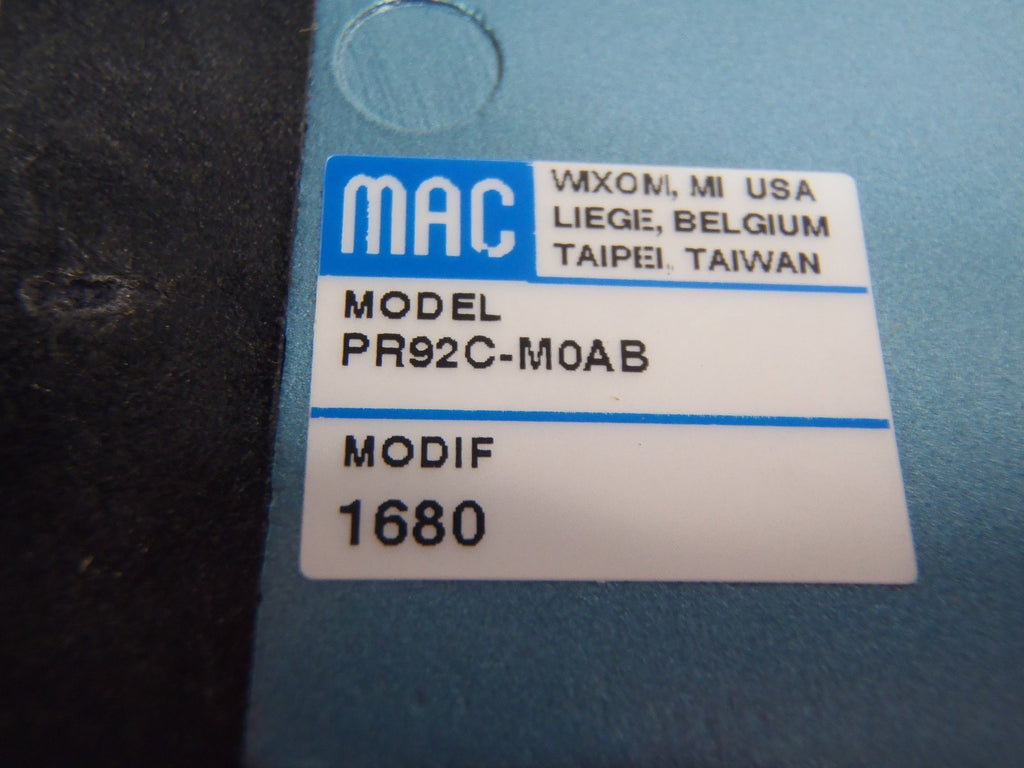 MAC
WIXOM, MI USA
LIEGE, BELGIUM
TAIPEI, TAIWAN
MODEL
PR92C-M0AB
MODIF
1680